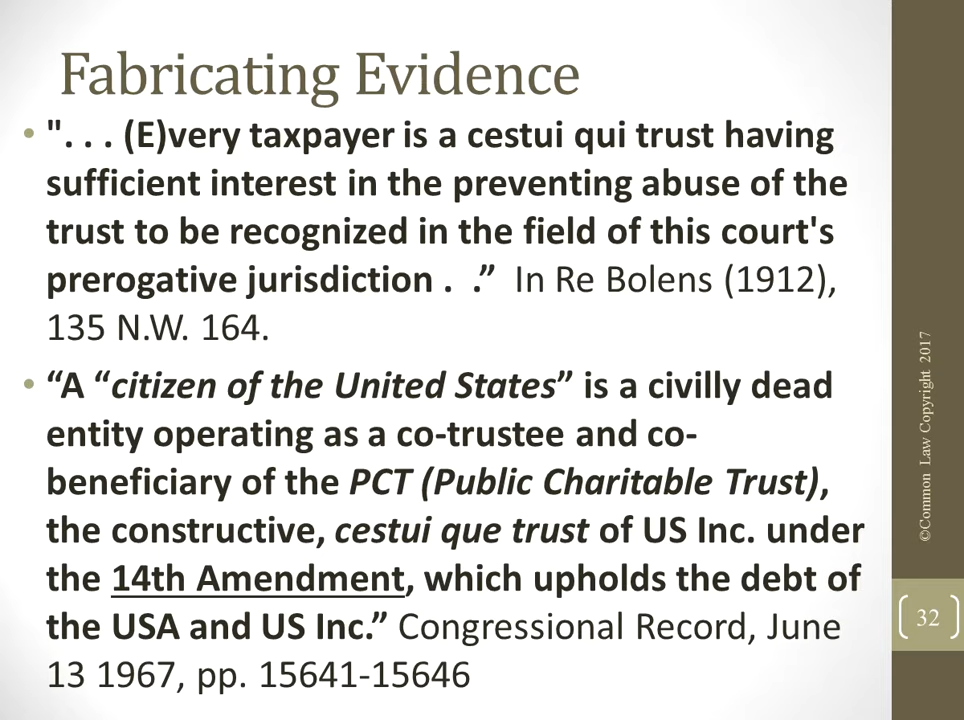 Fabricating Evidence
• ". . . (E)very taxpayer is a cestui qui trust having
sufficient interest in the preventing abuse of the
trust to be recognized in the field of this court's
prerogative jurisdiction . .” In Re Bolens (1912),
135 N.W. 164.
• “A “citizen of the United States” is a civilly dead
entity operating as a co-trustee and co-
beneficiary of the PCT (Public Charitable Trust),
the constructive, cestui que trust of US Inc. under
the 14th Amendment, which upholds the debt of
the USA and US Inc.” Congressional Record, June
13 1967, pp. 15641-15646
©Common Law Copyright 2017
32